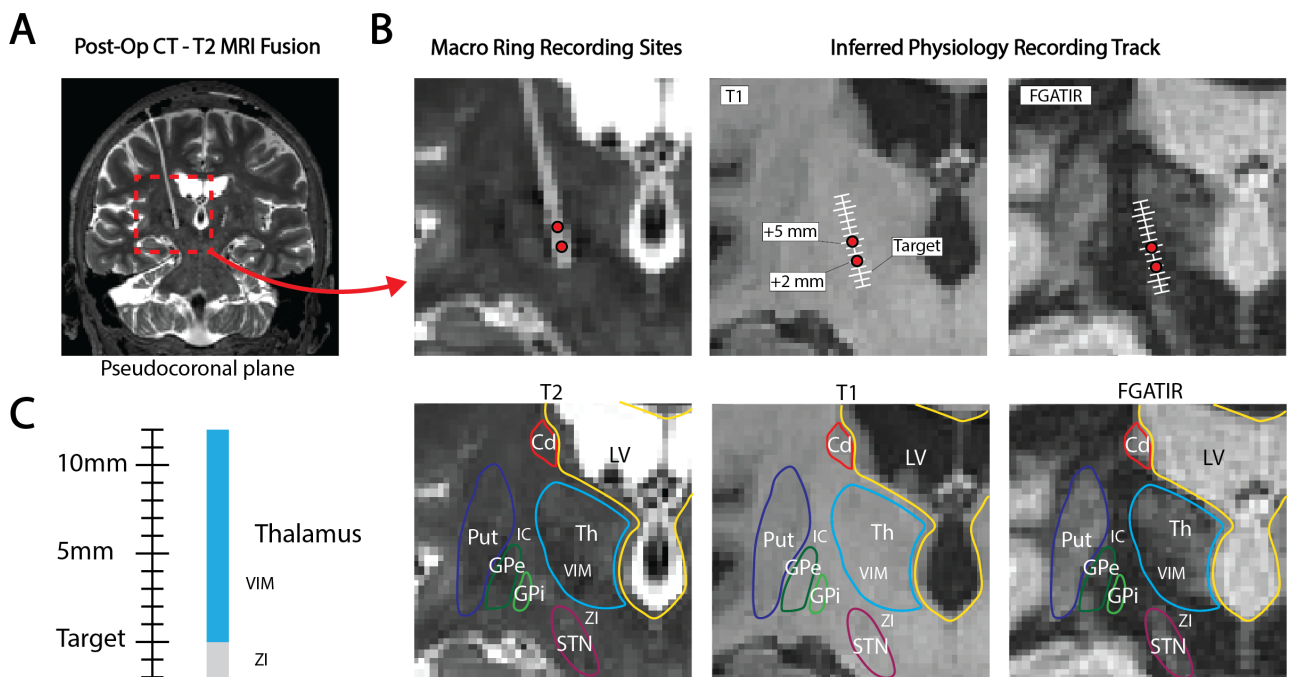 A
Post-Op CT - T2 MRI Fusion
Pseudocoronal plane
B
Macro Ring Recording Sites
Inferred Physiology Recording Track
T1
+5 mm
+2 mm
Target
FGATIR
T2
Cd
LV
Put
IC
Th
GPe
VIM
GPi
ZI
STN
T1
Cd
LV
Put
IC
Th
GPe
VIM
GPi
ZI
STN
FGATIR
Cd
LV
Put
IC
Th
GPe
VIM
GPi
ZI
STN
C
10mm
5mm
Target
Thalamus
VIM
ZI